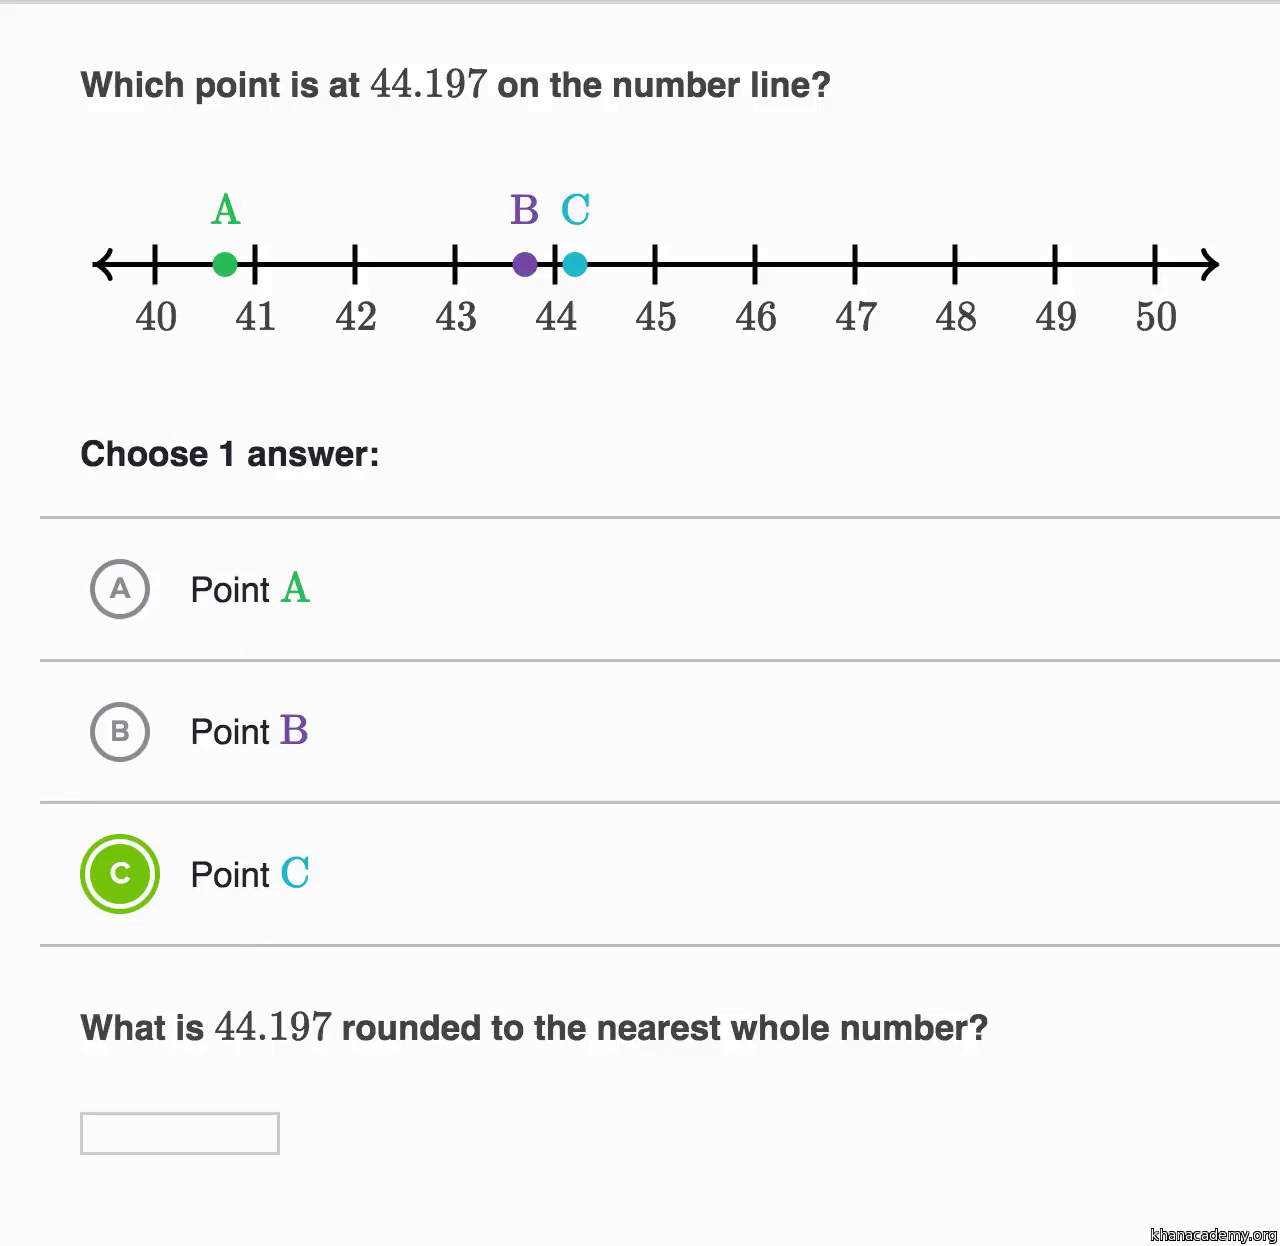 Which point is at 44.197 on the number line?
A B C
40 41 42 43 44 45 46 47 48 49 50
Choose 1 answer:
A Point A
B Point B
C Point C
What is 44.197 rounded to the nearest whole number?
khanacademy.org